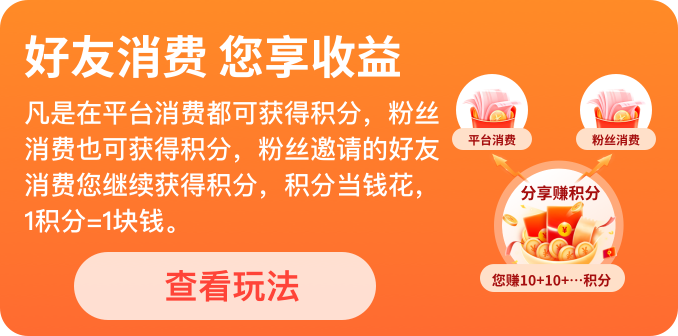 好友消费 您享收益
凡是在平台消费都可获得积分，粉丝
消费也可获得积分，粉丝邀请的好友
消费您继续获得积分，积分当钱花，
1积分=1块钱。
查看玩法
平台消费
粉丝消费
分享赚积分
您赚10+10+…积分